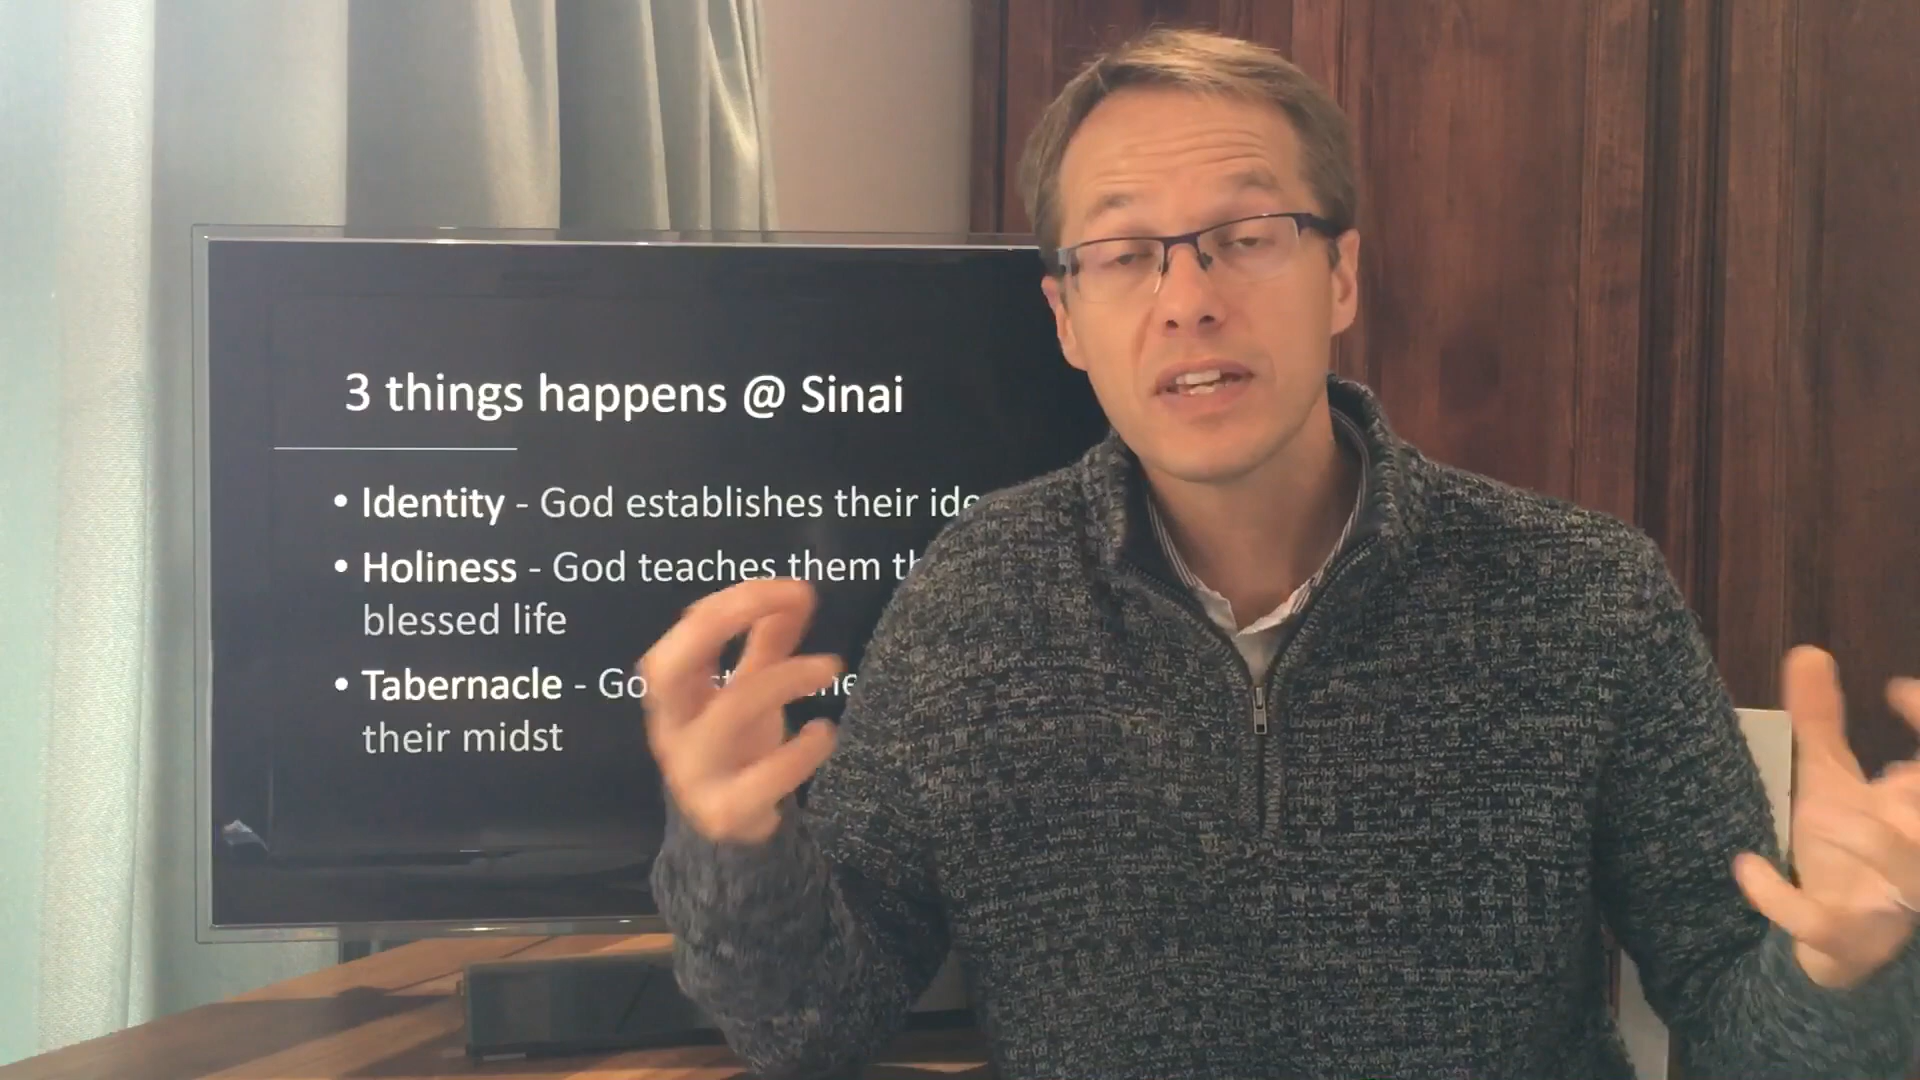 3 things happens @ Sinai
• Identity - God establishes their
• Holiness - God teaches them
blessed life
• Tabernacle -
their midst